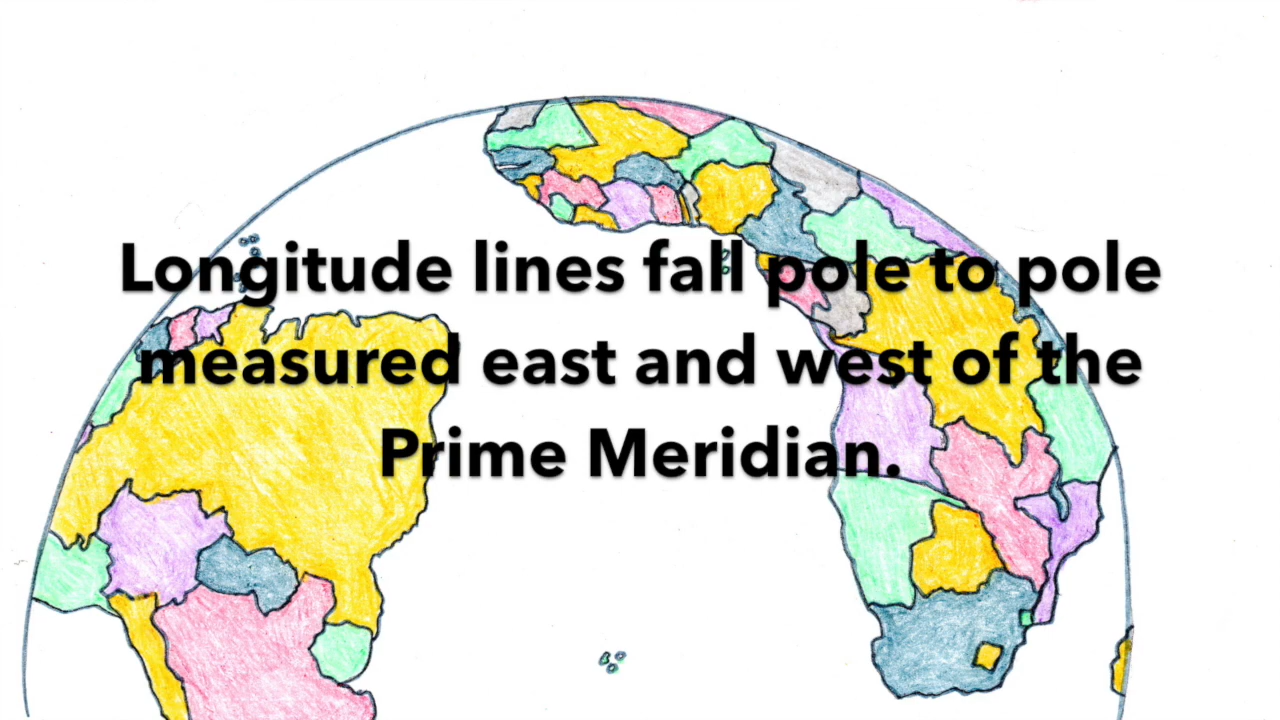 Longitude lines fall pole to pole
measured east and west of the
Prime Meridian.